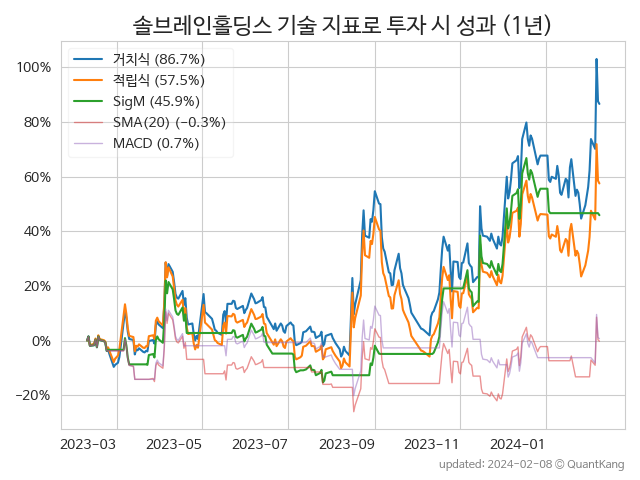 솔브레인홀딩스 기술 지표로 투자 시 성과 (1년)
거치식 (86.7%)
적립식 (57.5%)
SigM (45.9%)
SMA(20) (−0.3%)
MACD (0.7%)
100%
80%
60%
40%
20%
0%
−20%
2023-03 2023-05 2023-07 2023-09 2023-11 2024-01
updated: 2024-02-08 © QuantKang